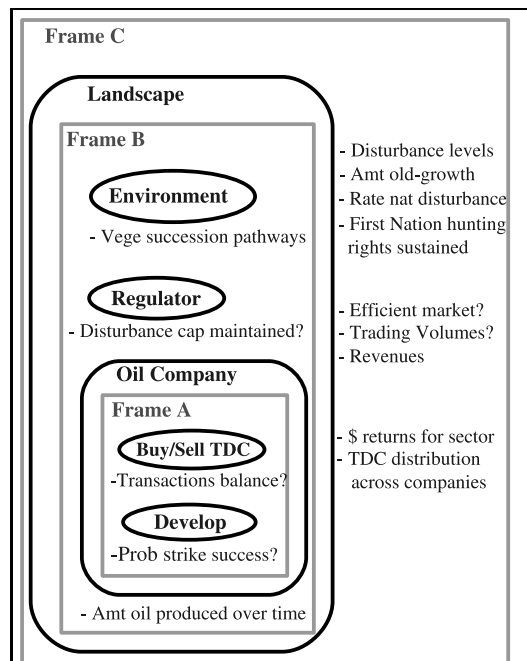 Frame C
Landscape
Frame B
Environment
- Vege succession pathways
- Disturbance levels
- Amt old-growth
- Rate nat disturbance
- First Nation hunting
rights sustained
Regulator
- Disturbance cap maintained?
- Efficient market?
- Trading Volumes?
- Revenues
Oil Company
Frame A
Buy/Sell TDC
-Transactions balance?
Develop
-Prob strike success?
- $ returns for sector
- TDC distribution
across companies
- Amt oil produced over time